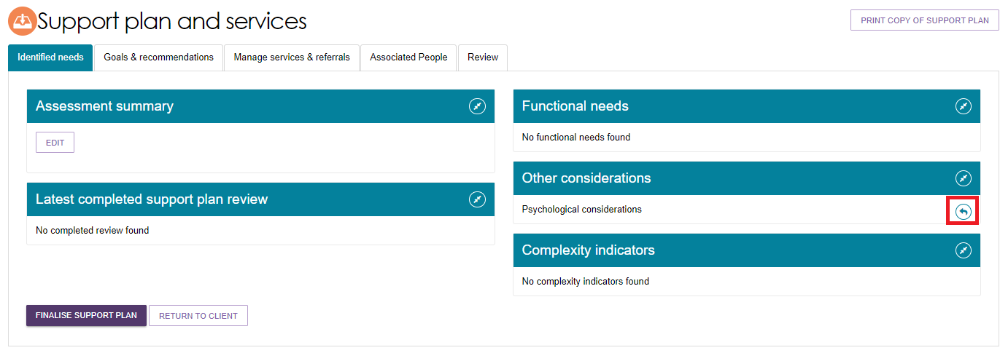 Support plan and services
PRINT COPY OF SUPPORT PLAN
Identified needs
Goals & recommendations
Manage services & referrals
Associated People
Review
Assessment summary
EDIT
Latest completed support plan review
No completed review found
Functional needs
No functional needs found
Other considerations
Psychological considerations
Complexity indicators
No complexity indicators found
FINALISE SUPPORT PLAN
RETURN TO CLIENT